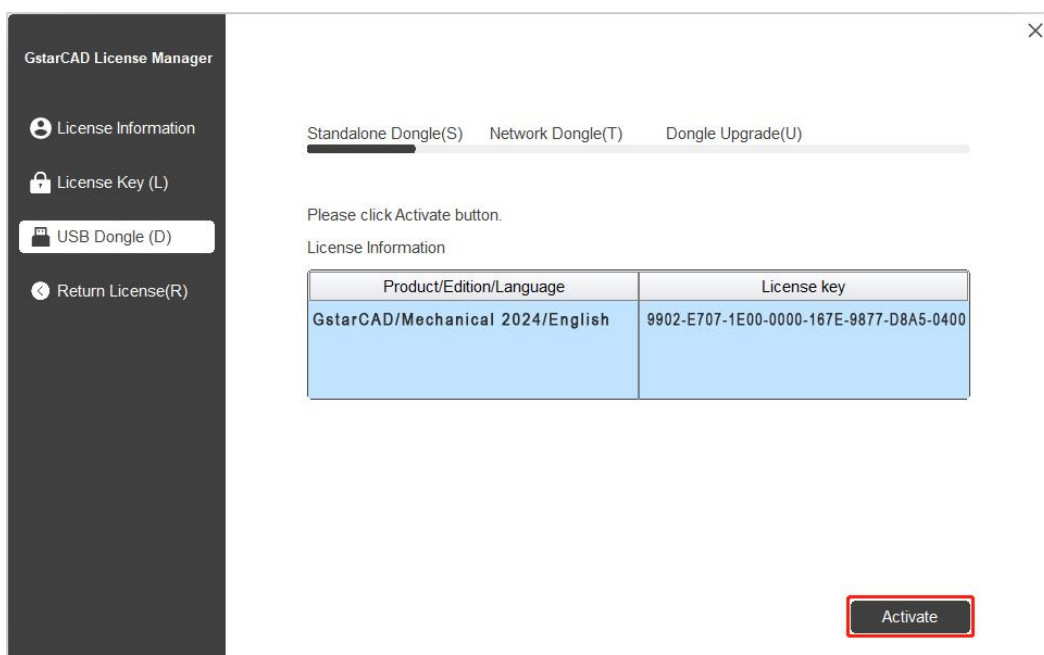 GstarCAD License Manager
License Information
License Key (L)
USB Dongle (D)
Return License(R)
Standalone Dongle(S) Network Dongle(T) Dongle Upgrade(U)
Please click Activate button.
License Information
Product/Edition/Language License key
GstarCAD/Mechanical 2024/English 9902-E707-1E00-0000-167E-9877-D8A5-0400
Activate